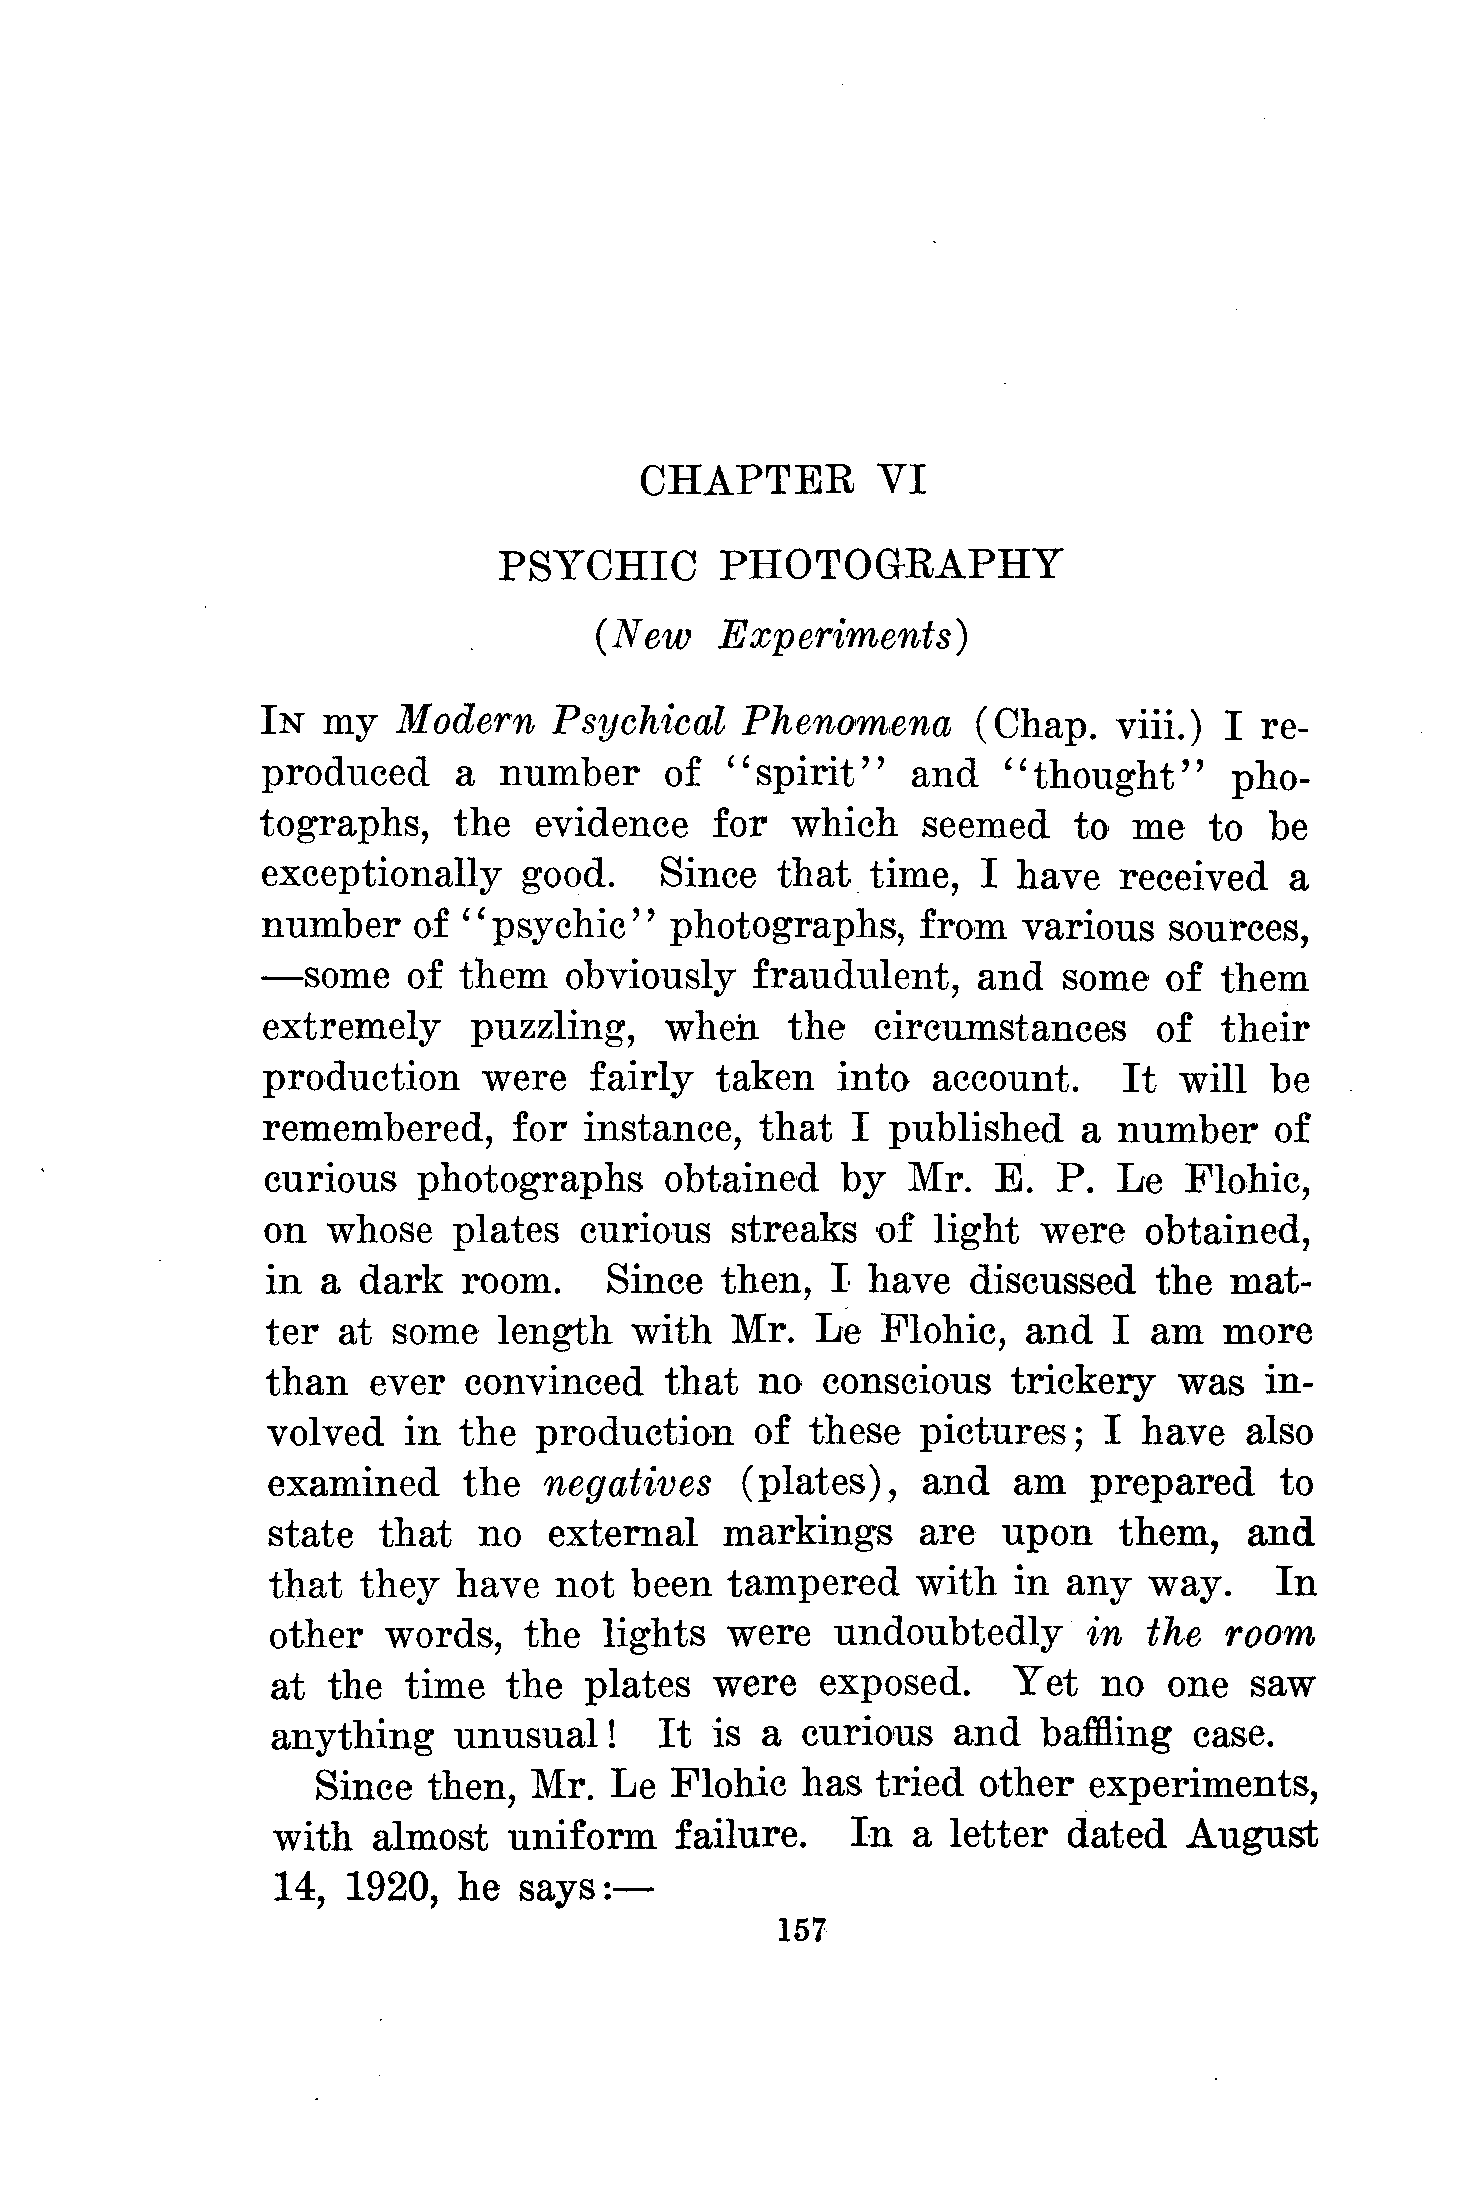 CHAPTER VI
PSYCHIC PHOTOGRAPHY
(New Experiments)
IN my Modern Psychical Phenomena (Chap. viii.) I re-
produced a number of "spirit" and "thought" pho-
tographs, the evidence for which seemed to me to be
exceptionally good. Since that time, I have received a
number of "psychic" photographs, from various sources,
—some of them obviously fraudulent, and some of them
extremely puzzling, when the circumstances of their
production were fairly taken into account. It will be
remembered, for instance, that I published a number of
curious photographs obtained by Mr. E. P. Le Flohic,
on whose plates curious streaks of light were obtained,
in a dark room. Since then, I have discussed the mat-
ter at some length with Mr. Le Flohic, and I am more
than ever convinced that no conscious trickery was in-
volved in the production of these pictures; I have also
examined the negatives (plates), and am prepared to
state that no external markings are upon them, and
that they have not been tampered with in any way. In
other words, the lights were undoubtedly in the room
at the time the plates were exposed. Yet no one saw
anything unusual! It is a curious and baffling case.
Since then, Mr. Le Flohic has tried other experiments,
with almost uniform failure. In a letter dated August
14, 1920, he says:—
157